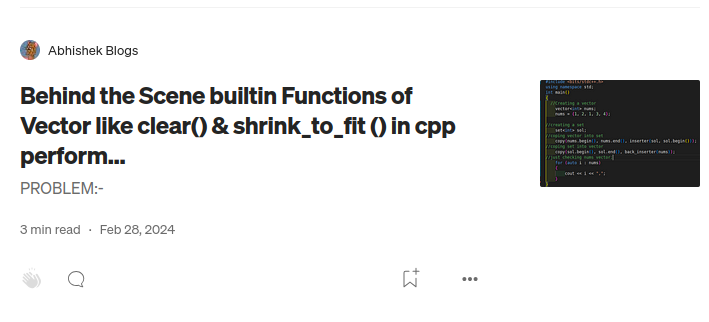 Abhishek Blogs
Behind the Scene builtin Functions of
Vector like clear() & shrink_to_fit () in cpp
perform...
PROBLEM:-
3 min read · Feb 28, 2024
#include <bits/stdc++.h>
using namespace std;
int main()
{
//Creating a vector
vector<int> nums;
nums = {1, 2, 1, 3, 4};
//creating a set
set<int> sol;
//coping vector into set
copy(nums.begin(), nums.end(), inserter(sol, sol.begin()));
//coping set into vector
copy(sol.begin(), sol.end(), back_inserter(nums));
//just checking nums vector
for (auto i : nums)
{
cout << i << ",";
}